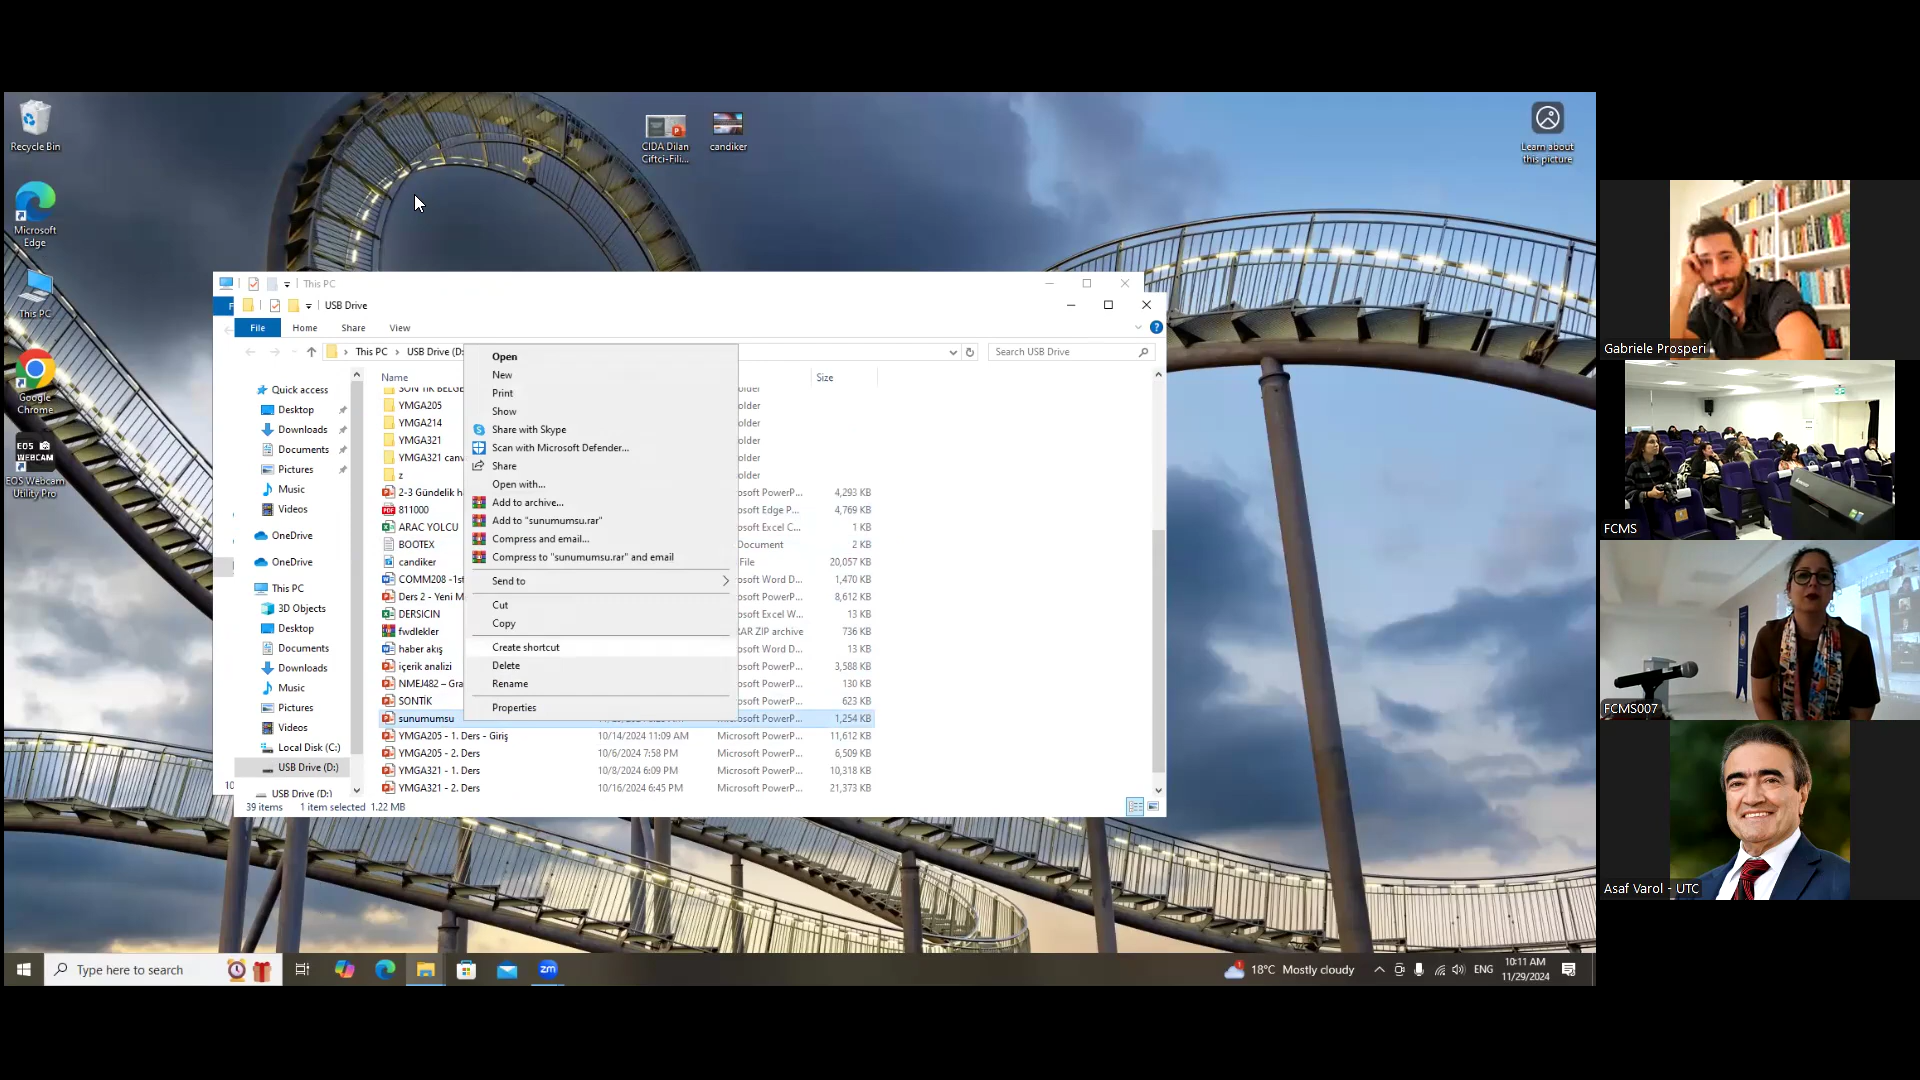 Recycle Bin
Microsoft
Edge
This PC
Google
Chrome
EOS
WEBCAM
EOS Webcam
Utility Pro
CIDA Dilan
Ciftci-Fili...
candiker
Learn about
this picture
This PC
USB Drive
File
Home
Share
View
This PC
USB Drive (D:
Search USB Drive
Quick access
Desktop
Downloads
Documents
Pictures
Music
Videos
OneDrive
OneDrive
This PC
3D Objects
Desktop
Documents
Downloads
Music
Pictures
Videos
Local Disk (C:)
USB Drive (D:)
USB Drive (D:)
Name
Size
SON TIK BELGE
YMGA205
older
YMGA214
older
YMGA321
older
YMGA321 canv
older
z
older
2-3 Gündelik h
osoft PowerP...
4,293 KB
811000
osoft Edge P...
4,769 KB
ARAC YOLCU
osoft Excel C...
1 KB
BOOTEX
Document
2 KB
candiker
File
20,057 KB
COMM208 -1st
osoft Word D...
1,470 KB
Ders 2 - Yeni M
osoft PowerP...
8,612 KB
DERSICIN
osoft Excel W...
13 KB
fwdlekler
AR ZIP archive
736 KB
haber akış
osoft Word D...
13 KB
içerik analizi
osoft PowerP...
3,588 KB
NMEJ482 – Gra
osoft PowerP...
130 KB
SONTİK
osoft PowerP...
623 KB
sunumumsu
osoft PowerP...
1,254 KB
YMGA205 - 1. Ders - Giriş
10/14/2024 11:09 AM
Microsoft PowerP...
11,612 KB
YMGA205 - 2. Ders
10/6/2024 7:58 PM
Microsoft PowerP...
6,509 KB
YMGA321 - 1. Ders
10/8/2024 6:09 PM
Microsoft PowerP...
10,318 KB
YMGA321 - 2. Ders
10/16/2024 6:45 PM
Microsoft PowerP...
21,373 KB
Open
New
Print
Show
Share with Skype
Scan with Microsoft Defender...
Share
Open with...
Add to archive...
Add to "sunumumsu.rar"
Compress and email...
Compress to "sunumumsu.rar" and email
Send to
Cut
Copy
Create shortcut
Delete
Rename
Properties
39 items
1 item selected 1.22 MB
Type here to search
18°C Mostly cloudy
ENG
10:11 AM
11/29/2024
Gabriele Prosperi
FCMS
FCMS007
Asaf Varol - UTC